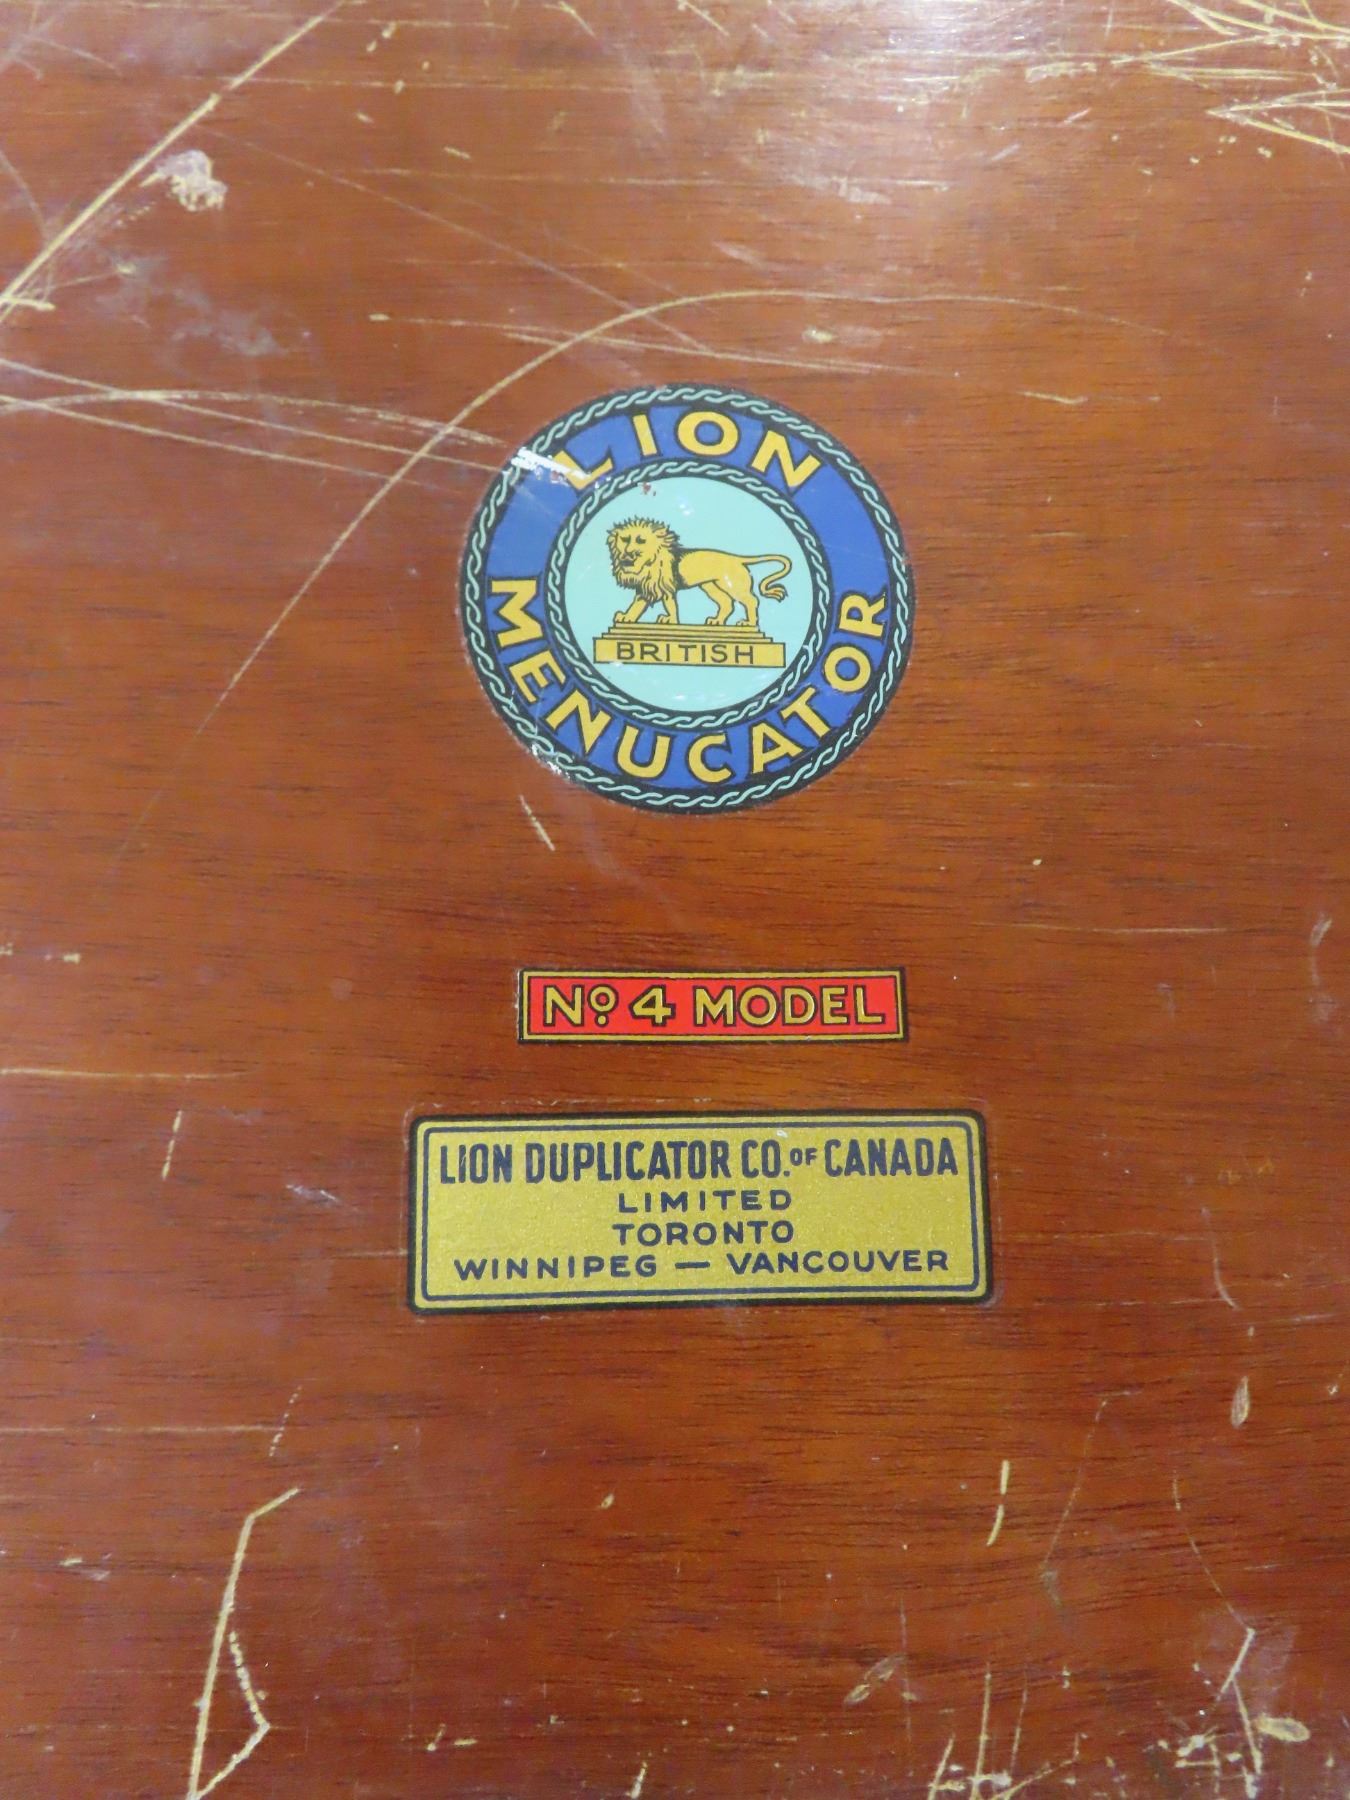 LION
MENUCATOR
BRITISH
Nº 4 MODEL
LION DUPLICATOR CO. OF CANADA
LIMITED
TORONTO
WINNIPEG — VANCOUVER